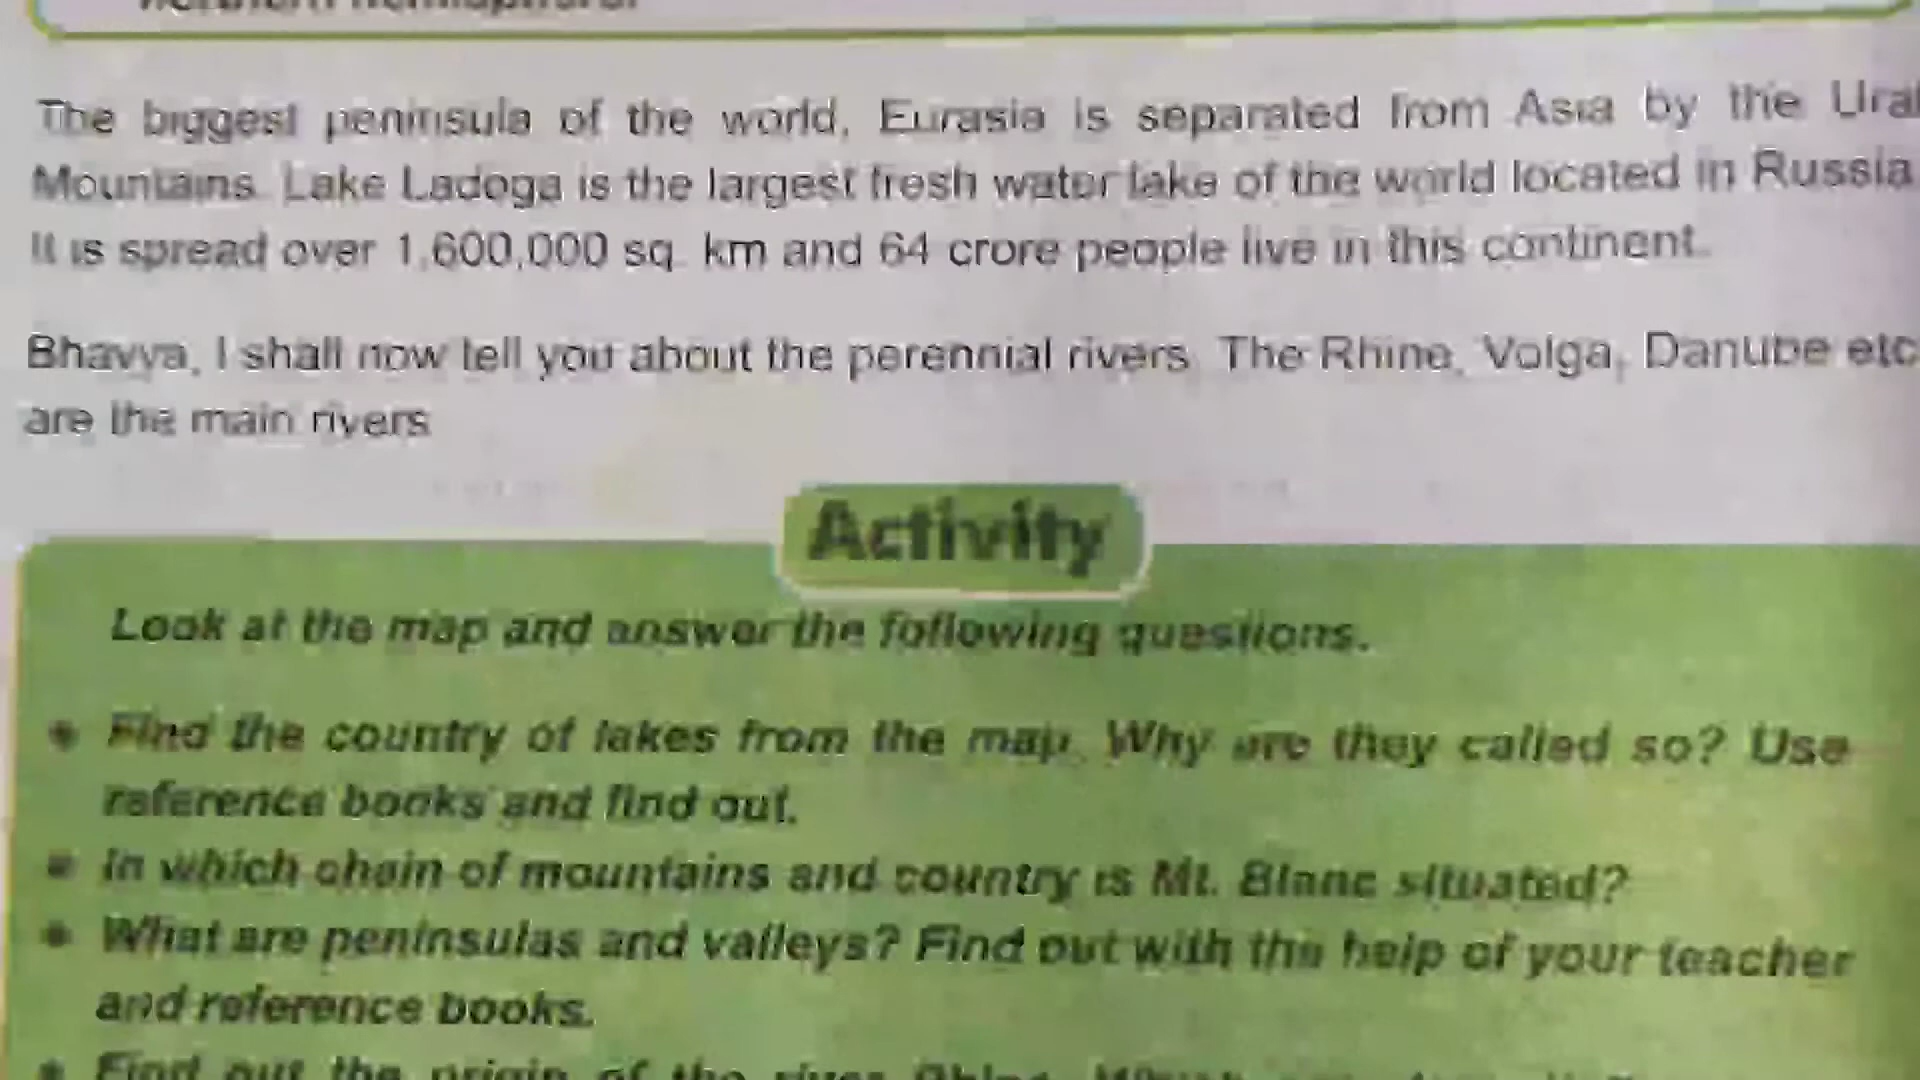 northern hemisphere.
The biggest peninsula of the world, Eurasia is separated from Asia by the Ural
Mountains. Lake Ladoga is the largest fresh water lake of the world located in Russia.
It is spread over 1,600,000 sq. km and 64 crore people live in this continent.
Bhavya, I shall now tell you about the perennial rivers. The Rhine, Volga, Danube etc
are the main rivers
Activity
Look at the map and answer the following questions.
• Find the country of lakes from the map. Why are they called so? Use
reference books and find out.
• In which chain of mountains and country is Mt. Blanc situated?
• What are peninsulas and valleys? Find out with the help of your teacher
and reference books.
• Find out the origin of the river Rhine. Which